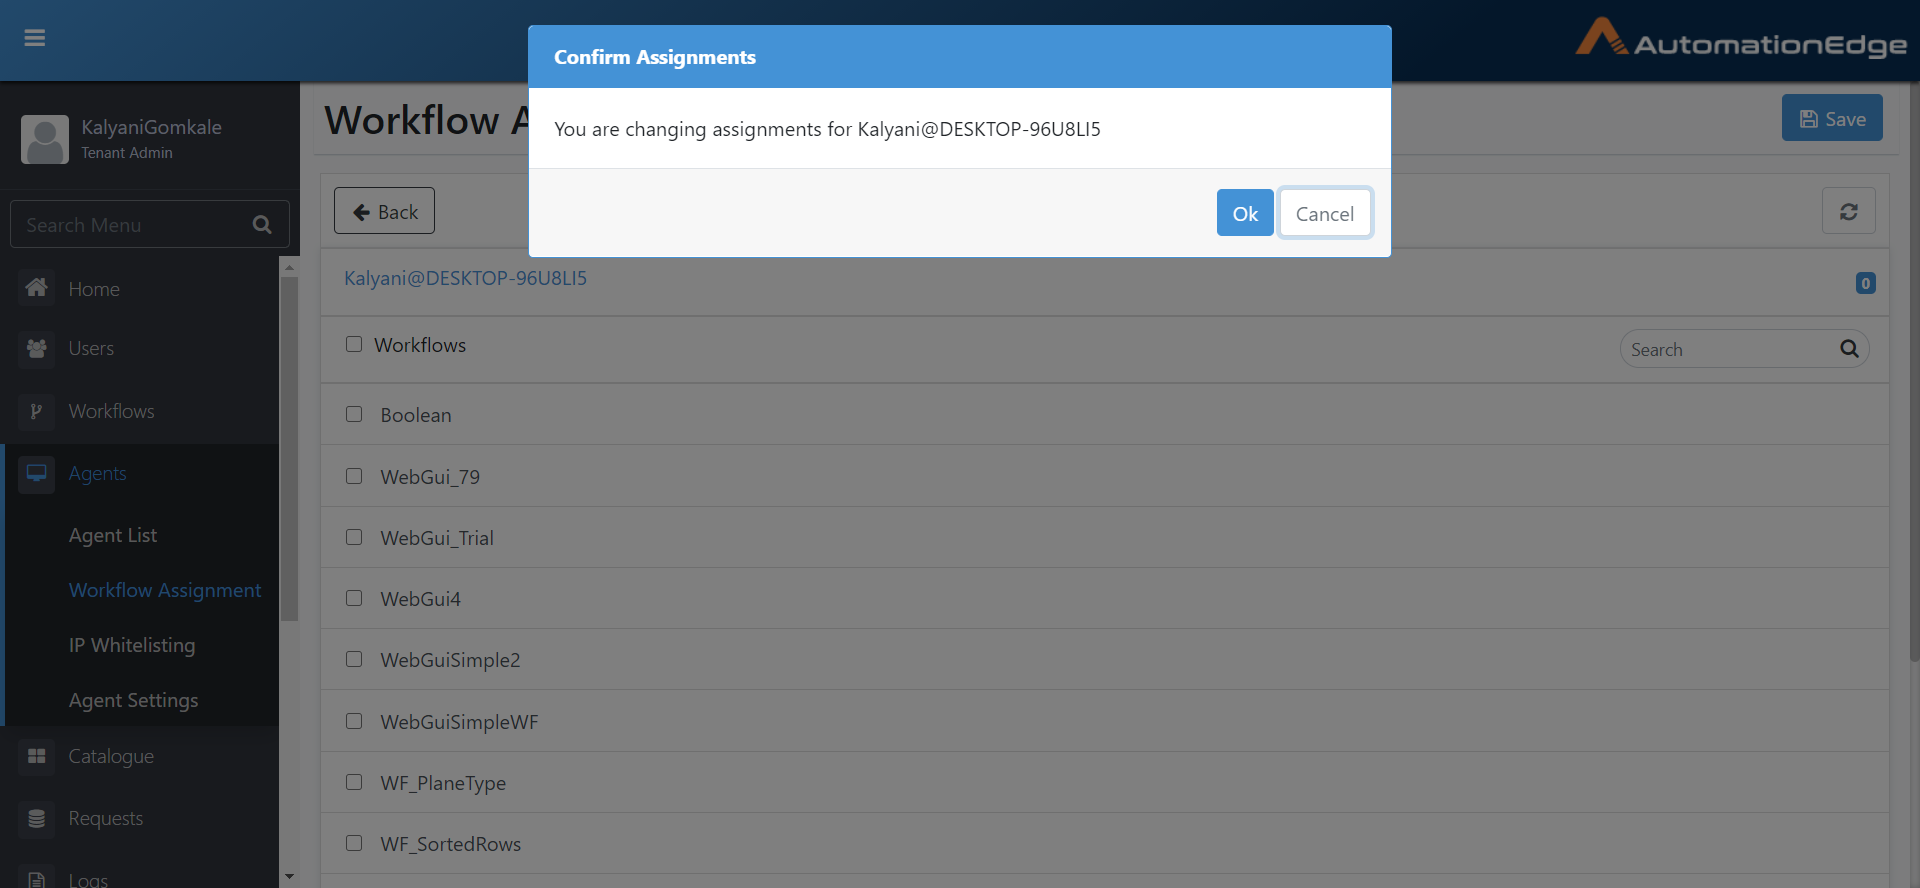 AutomationEdge
Confirm Assignments
You are changing assignments for Kalyani@DESKTOP-96U8LI5
Ok
Cancel
KalyaniGomkale
Tenant Admin
Search Menu
Home
Users
Workflows
Agents
Agent List
Workflow Assignment
IP Whitelisting
Agent Settings
Catalogue
Requests
Logs
Workflow A
Save
Back
Kalyani@DESKTOP-96U8LI5
0
Workflows
Search
Boolean
WebGui_79
WebGui_Trial
WebGui4
WebGuiSimple2
WebGuiSimpleWF
WF_PlaneType
WF_SortedRows